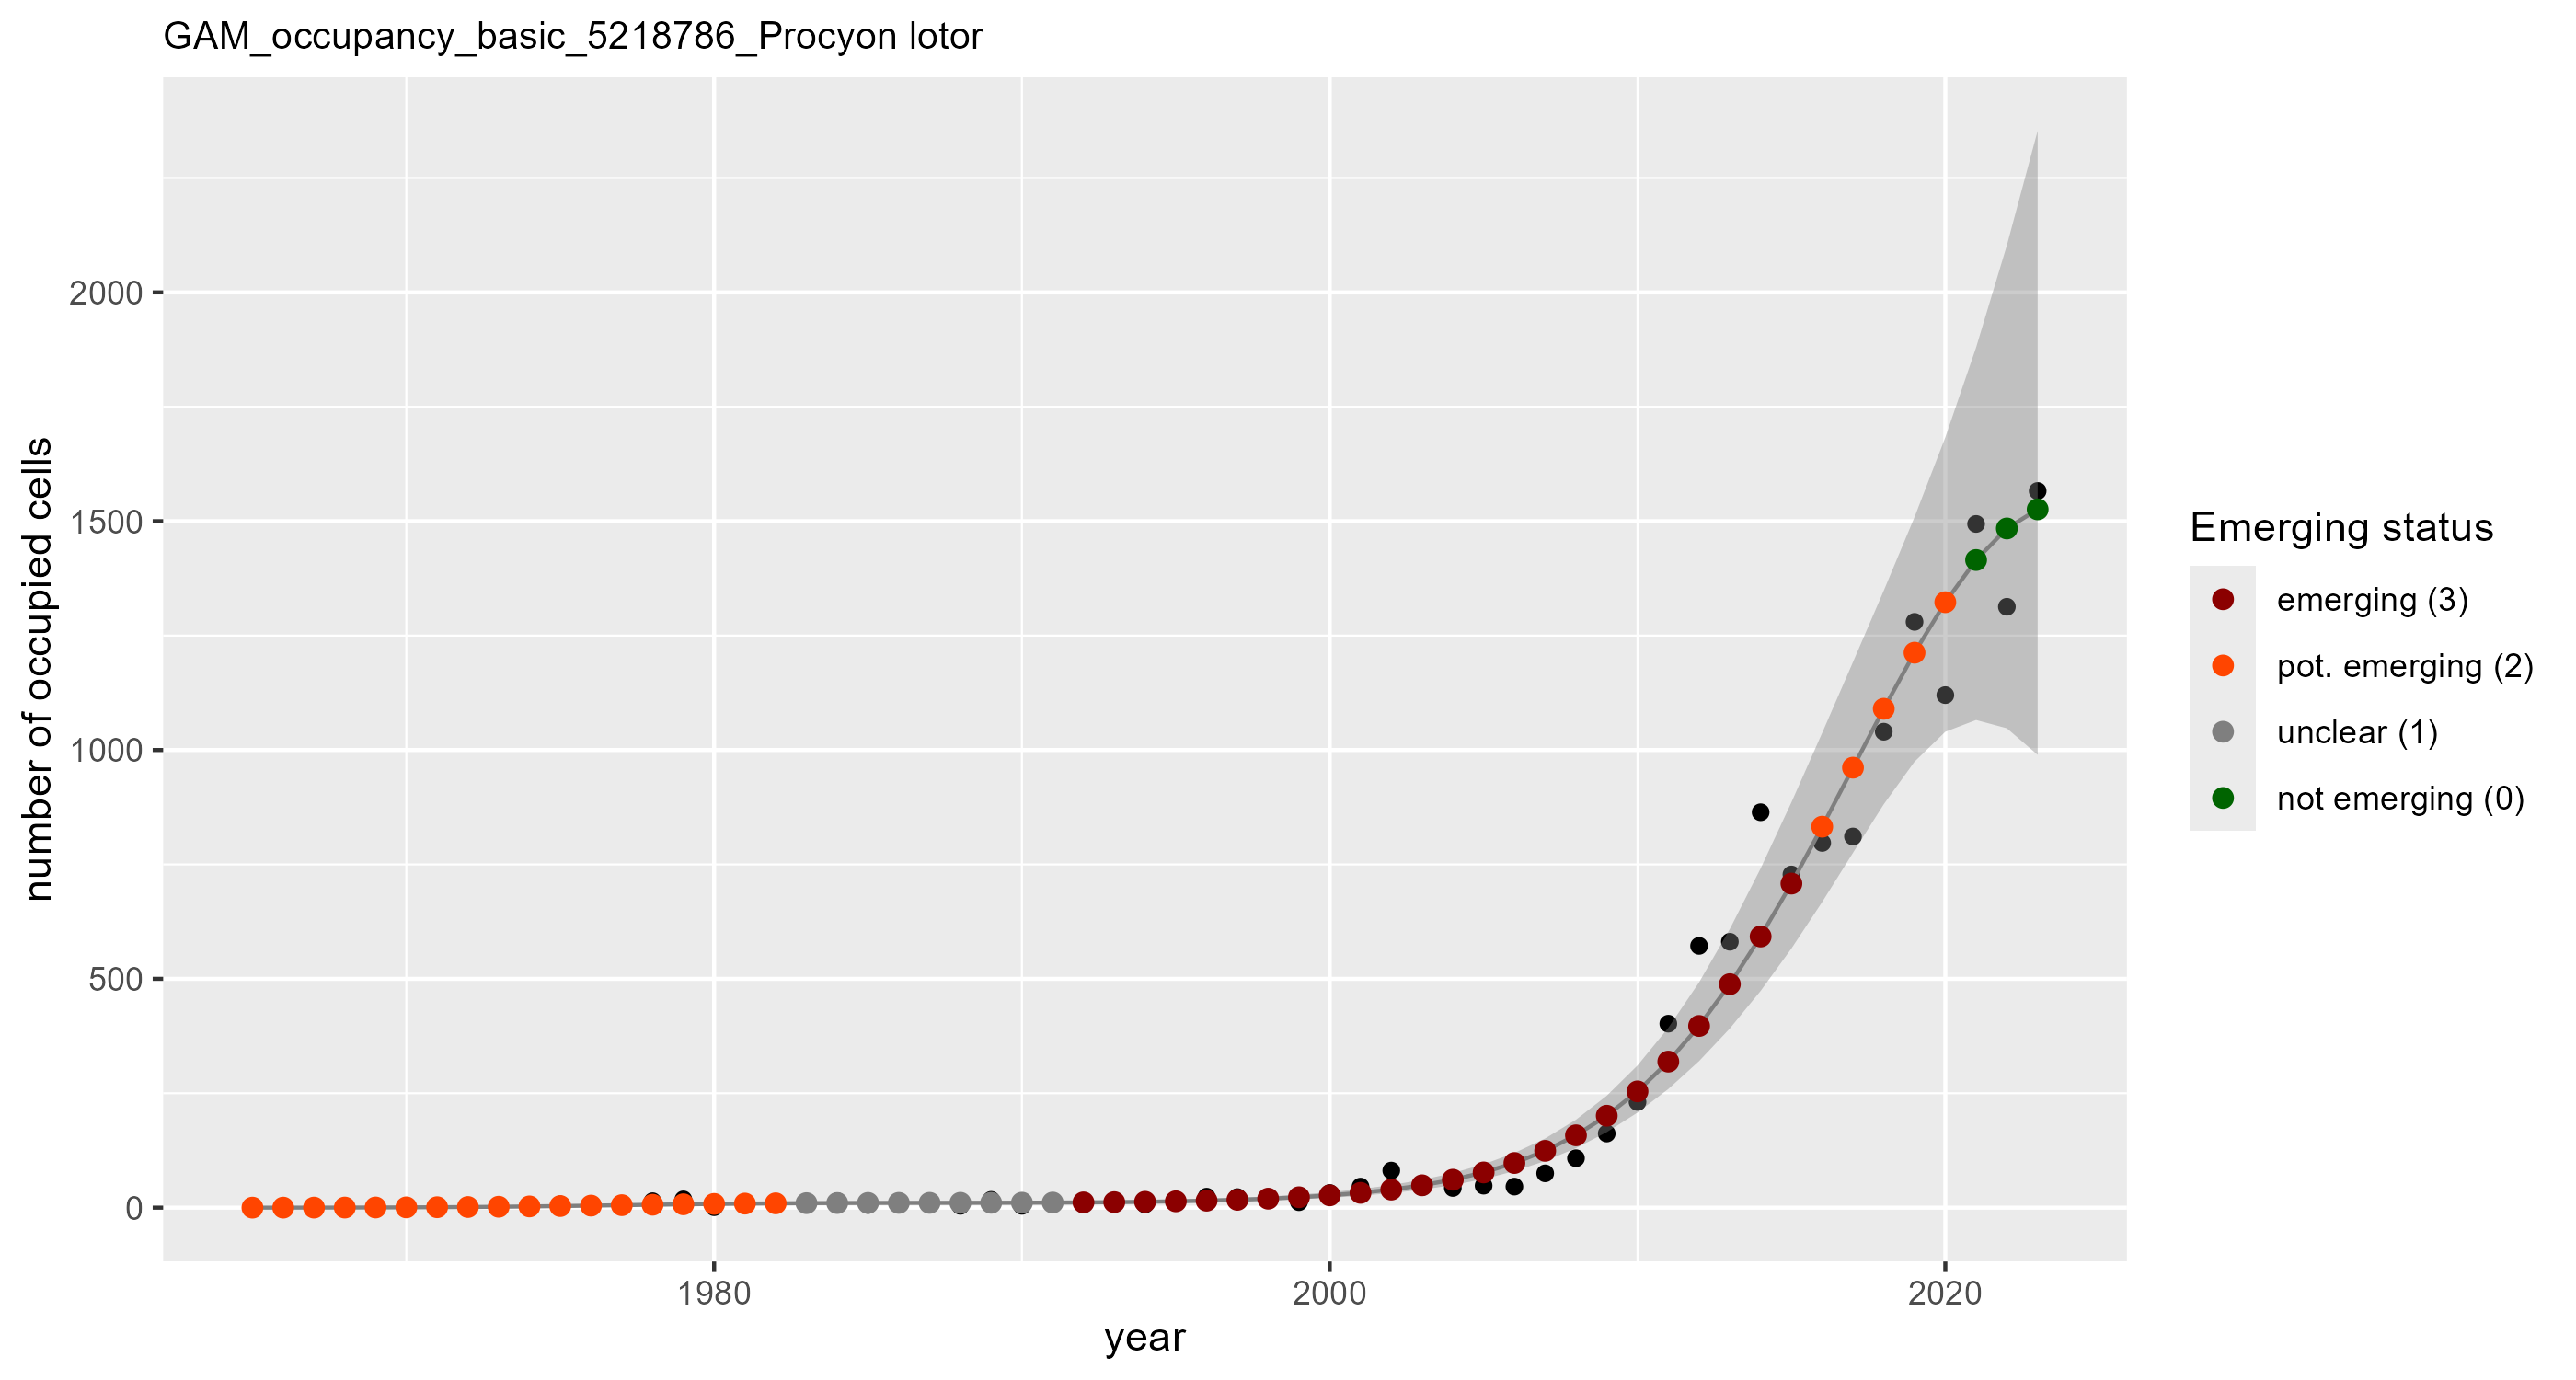 GAM_occupancy_basic_5218786_Procyon lotor
number of occupied cells
2000
1500
1000
500
0
1980
2000
2020
year
Emerging status
emerging (3)
pot. emerging (2)
unclear (1)
not emerging (0)